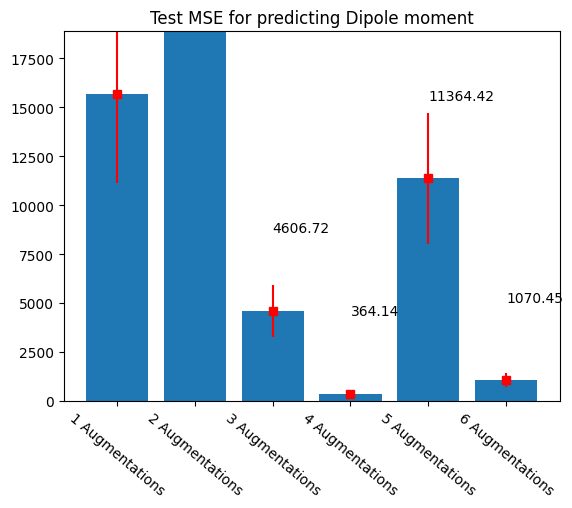 Test MSE for predicting Dipole moment
17500
15000
12500
10000
7500
5000
2500
0
11364.42
4606.72
364.14
1070.45
1 Augmentations
2 Augmentations
3 Augmentations
4 Augmentations
5 Augmentations
6 Augmentations